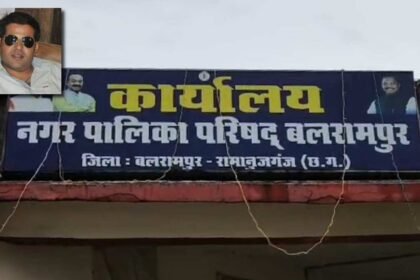 कार्यालय
नगर पालिका परिषद् बलरामपुर
जिला : बलरामपुर - रामानुजगंज (छ.ग.)